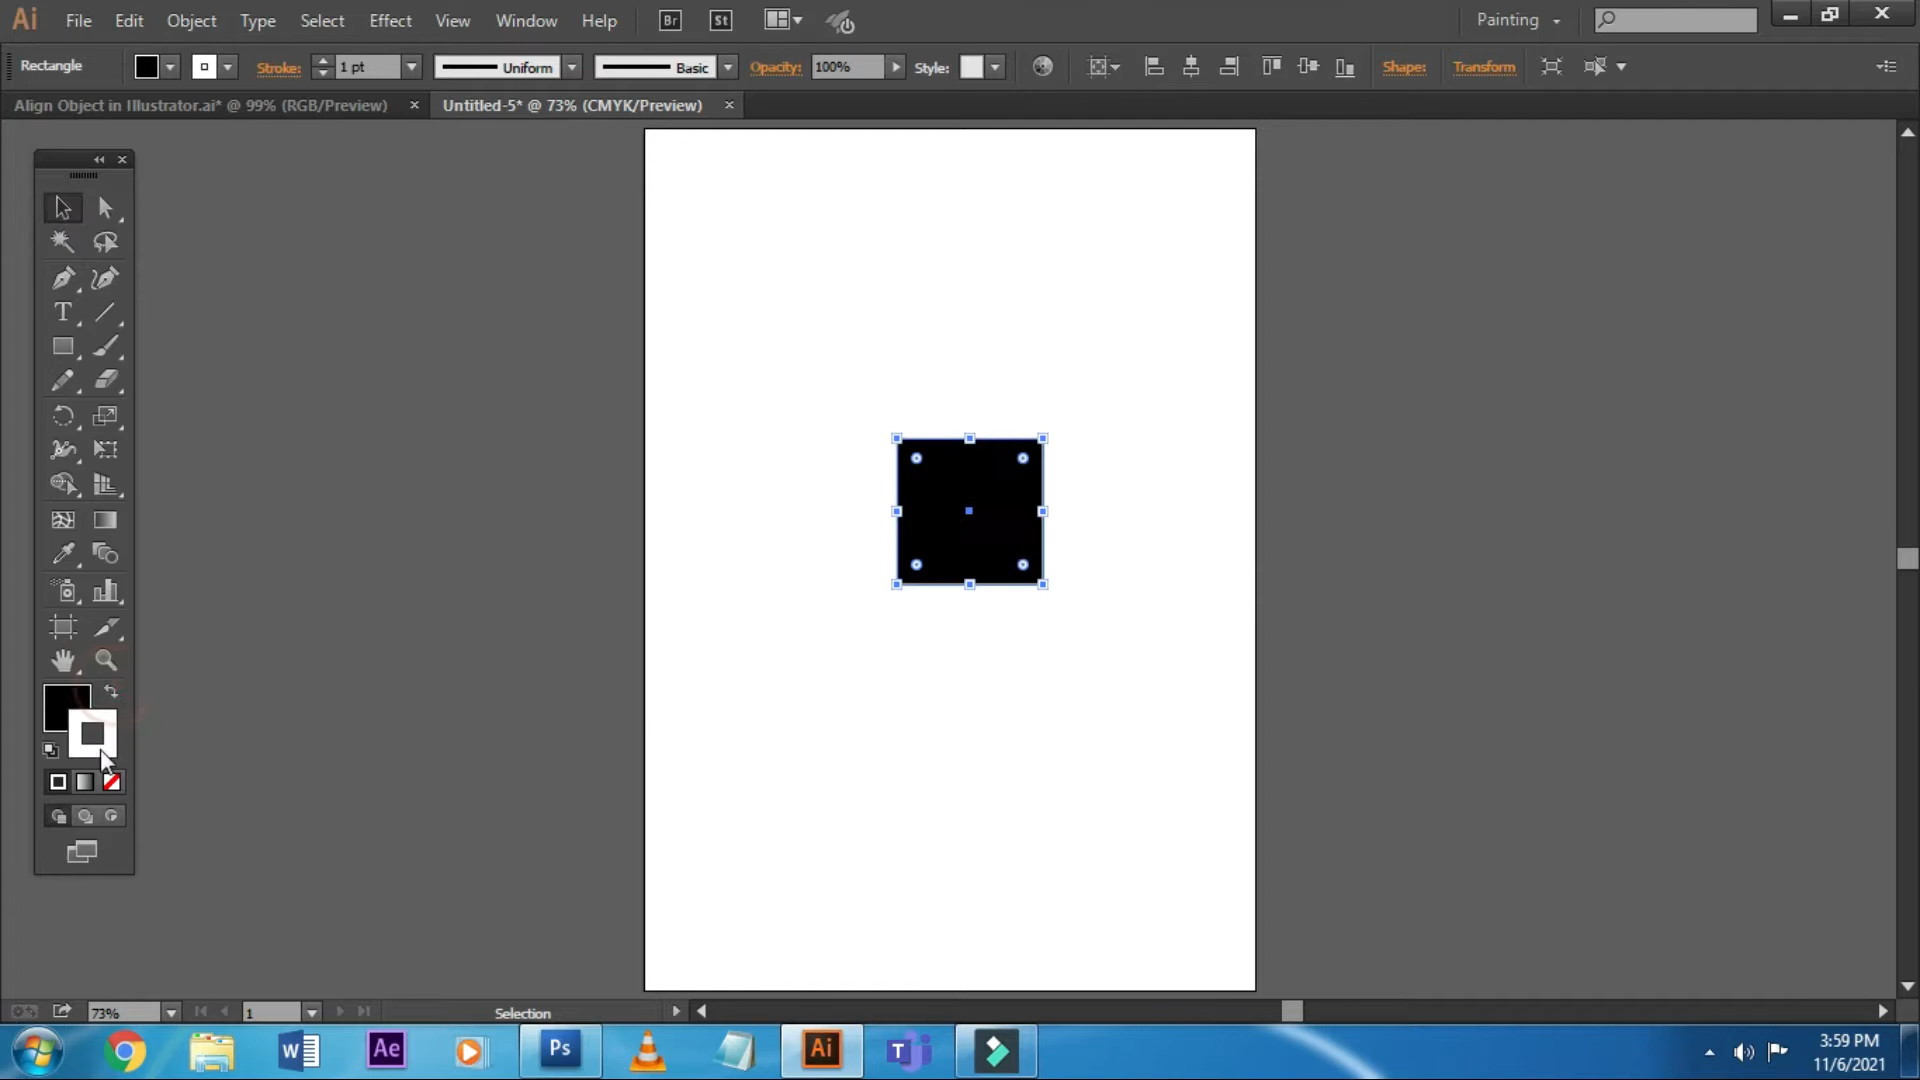 Ai File Edit Object Type Select Effect View Window Help Br St Painting
Rectangle Stroke: 1 pt Uniform Basic Opacity: 100% Style: Shape: Transform
Align Object in Illustrator.ai* @ 99% (RGB/Preview) Untitled-5* @ 73% (CMYK/Preview)
T
73% 1 Selection
W Ae Ps Ai T 3:59 PM
11/6/2021